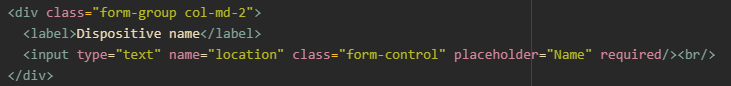 <div class="form-group col-md-2">
<label>Dispositive name</label>
<input type="text" name="location" class="form-control" placeholder="Name" required/><br/>
</div>